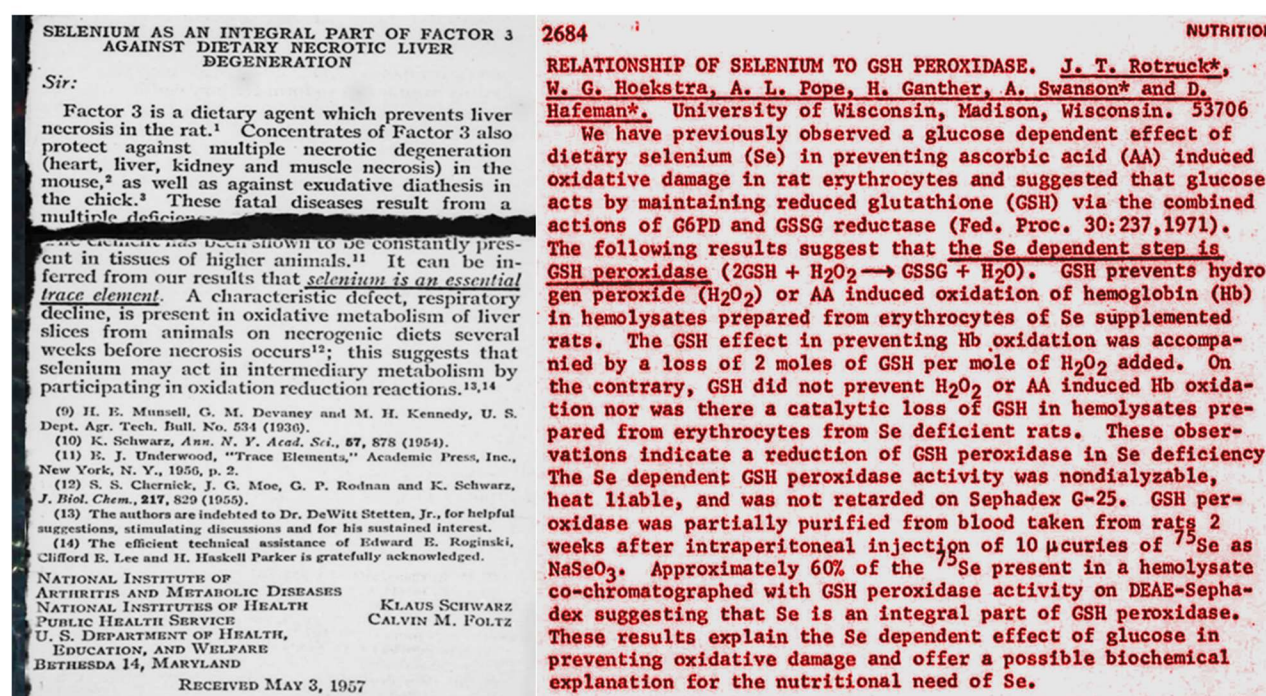 SELENIUM AS AN INTEGRAL PART OF FACTOR 3
AGAINST DIETARY NECROTIC LIVER
DEGENERATION
Sir:
Factor 3 is a dietary agent which prevents liver
necrosis in the rat.¹ Concentrates of Factor 3 also
protect against multiple necrotic degeneration
(heart, liver, kidney and muscle necrosis) in the
mouse,² as well as against exudative diathesis in
the chick.³ These fatal diseases result from a
multiple
has been shown to be constantly pres-
ent in tissues of higher animals.¹¹ It can be in-
ferred from our results that selenium is an essential
trace element. A characteristic defect, respiratory
decline, is present in oxidative metabolism of liver
slices from animals on necrogenic diets several
weeks before necrosis occurs¹²; this suggests that
selenium may act in intermediary metabolism by
participating in oxidation reduction reactions.¹³,¹⁴
(9) H. E. Munsell, G. M. Devaney and M. H. Kennedy, U. S.
Dept. Agr. Tech. Bull. No. 534 (1936).
(10) K. Schwarz, Ann. N. Y. Acad. Sci., 57, 878 (1954).
(11) E. J. Underwood, "Trace Elements," Academic Press, Inc.,
New York, N. Y., 1956, p. 2.
(12) S. S. Chernick, J. G. Moe, G. P. Rodnan and K. Schwarz,
J. Biol. Chem., 217, 829 (1955).
(13) The authors are indebted to Dr. DeWitt Stetten, Jr., for helpful
suggestions, stimulating discussions and for his sustained interest.
(14) The efficient technical assistance of Edward E. Roginski,
Clifford E. Lee and H. Haskell Parker is gratefully acknowledged.
NATIONAL INSTITUTE OF
ARTHRITIS AND METABOLIC DISEASES
NATIONAL INSTITUTES OF HEALTH KLAUS SCHWARZ
PUBLIC HEALTH SERVICE CALVIN M. FOLTZ
U. S. DEPARTMENT OF HEALTH,
EDUCATION, AND WELFARE
BETHESDA 14, MARYLAND
RECEIVED MAY 3, 1957
2684 NUTRITION
RELATIONSHIP OF SELENIUM TO GSH PEROXIDASE. J. T. Rotruck*,
W. G. Hoekstra, A. L. Pope, H. Ganther, A. Swanson* and D.
Hafeman*. University of Wisconsin, Madison, Wisconsin. 53706
We have previously observed a glucose dependent effect of
dietary selenium (Se) in preventing ascorbic acid (AA) induced
oxidative damage in rat erythrocytes and suggested that glucose
acts by maintaining reduced glutathione (GSH) via the combined
actions of G6PD and GSSG reductase (Fed. Proc. 30:237,1971).
The following results suggest that the Se dependent step is
GSH peroxidase (2GSH + H₂O₂ → GSSG + H₂O). GSH prevents hydro
gen peroxide (H₂O₂) or AA induced oxidation of hemoglobin (Hb)
in hemolysates prepared from erythrocytes of Se supplemented
rats. The GSH effect in preventing Hb oxidation was accompa-
nied by a loss of 2 moles of GSH per mole of H₂O₂ added. On
the contrary, GSH did not prevent H₂O₂ or AA induced Hb oxida-
tion nor was there a catalytic loss of GSH in hemolysates pre-
pared from erythrocytes from Se deficient rats. These obser-
vations indicate a reduction of GSH peroxidase in Se deficiency
The Se dependent GSH peroxidase activity was nondialyzable,
heat liable, and was not retarded on Sephadex G-25. GSH per-
oxidase was partially purified from blood taken from rats 2
weeks after intraperitoneal injection of 10 µcuries of ⁷⁵Se as
NaSeO₃. Approximately 60% of the ⁷⁵Se present in a hemolysate
co-chromatographed with GSH peroxidase activity on DEAE-Sepha-
dex suggesting that Se is an integral part of GSH peroxidase.
These results explain the Se dependent effect of glucose in
preventing oxidative damage and offer a possible biochemical
explanation for the nutritional need of Se.